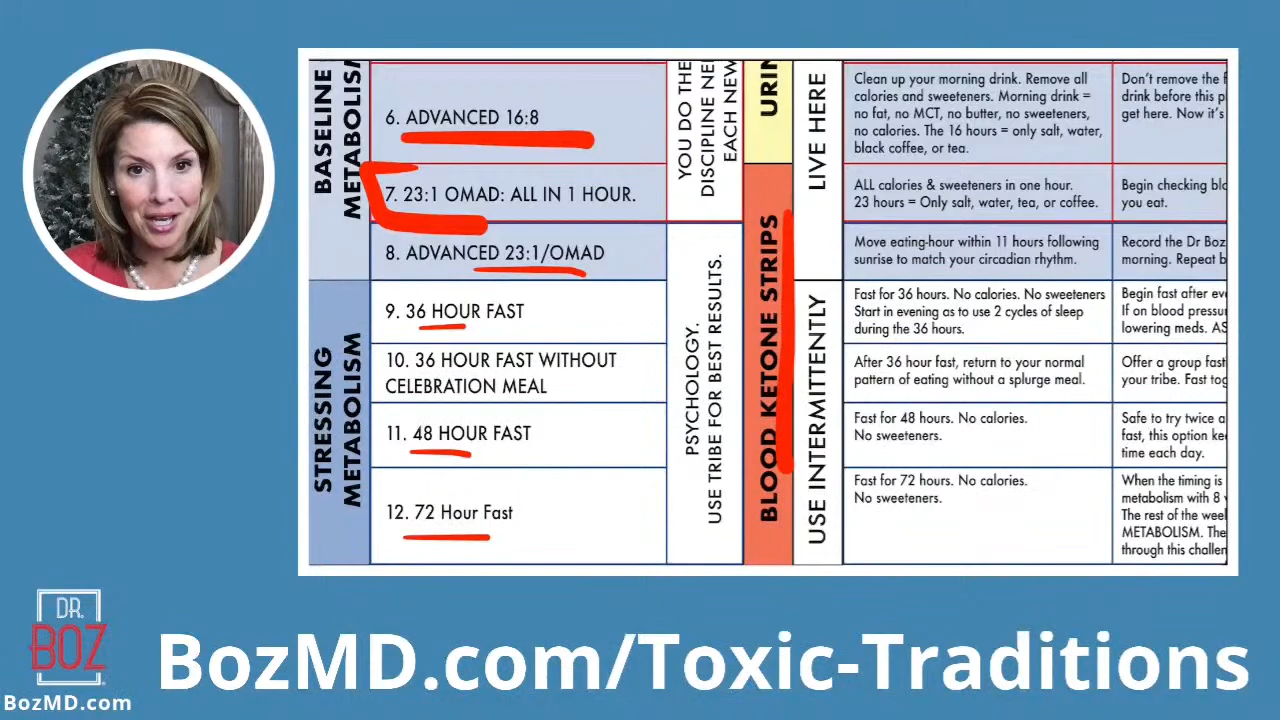 BASELINE
METABOLISM
6. ADVANCED 16:8
7. 23:1 OMAD: ALL IN 1 HOUR.
8. ADVANCED 23:1/OMAD
STRESSING
METABOLISM
9. 36 HOUR FAST
10. 36 HOUR FAST WITHOUT
CELEBRATION MEAL
11. 48 HOUR FAST
12. 72 Hour Fast
YOU DO THE
DISCIPLINE NE
EACH NEW
PSYCHOLOGY.
USE TRIBE FOR BEST RESULTS.
URIN
BLOOD KETONE STRIPS
LIVE HERE
USE INTERMITTENTLY
Clean up your morning drink. Remove all
calories and sweeteners. Morning drink =
no fat, no MCT, no butter, no sweeteners,
no calories. The 16 hours = only salt, water,
black coffee, or tea.
ALL calories & sweeteners in one hour.
23 hours = Only salt, water, tea, or coffee.
Move eating-hour within 11 hours following
sunrise to match your circadian rhythm.
Fast for 36 hours. No calories. No sweeteners
Start in evening as to use 2 cycles of sleep
during the 36 hours.
After 36 hour fast, return to your normal
pattern of eating without a splurge meal.
Fast for 48 hours. No calories.
No sweeteners.
Fast for 72 hours. No calories.
No sweeteners.
Don't remove the f
drink before this p
get here. Now it's
Begin checking blo
you eat.
Record the Dr Boz
morning. Repeat b
Begin fast after eve
If on blood pressur
lowering meds. AS
Offer a group fast
your tribe. Fast tog
Safe to try twice a
fast, this option kee
time each day.
When the timing is
metabolism with 8
The rest of the wee
METABOLISM. The
through this challen
DR.
BOZ
BozMD.com
BozMD.com/Toxic-Traditions